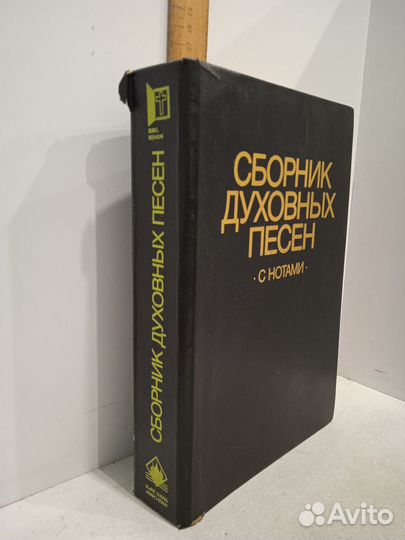 СБОРНИК
ДУХОВНЫХ
ПЕСЕН
· С НОТАМИ ·
СБОРНИК ДУХОВНЫХ ПЕСЕН
Avito